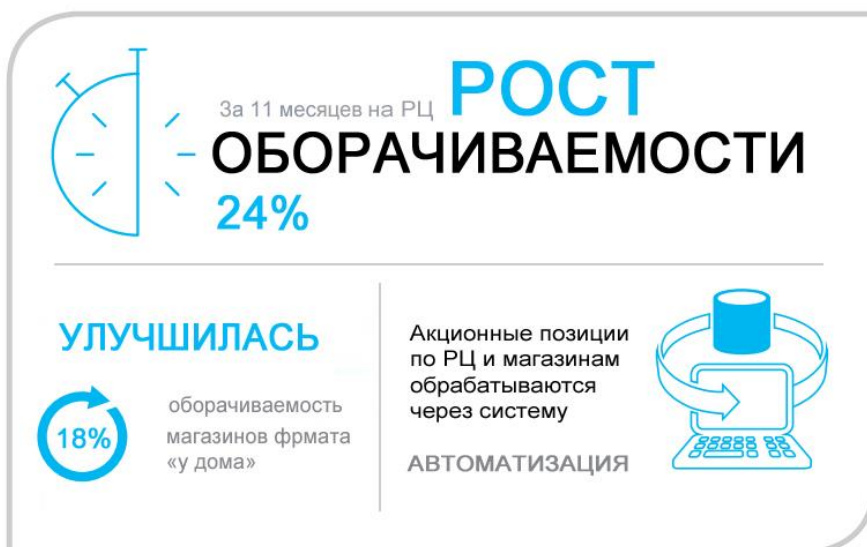 За 11 месяцев на РЦ РОСТ
ОБОРАЧИВАЕМОСТИ
24%
УЛУЧШИЛАСЬ
18%
оборачиваемость
магазинов фрмата
«у дома»
Акционные позиции
по РЦ и магазинам
обрабатываются
через систему
АВТОМАТИЗАЦИЯ